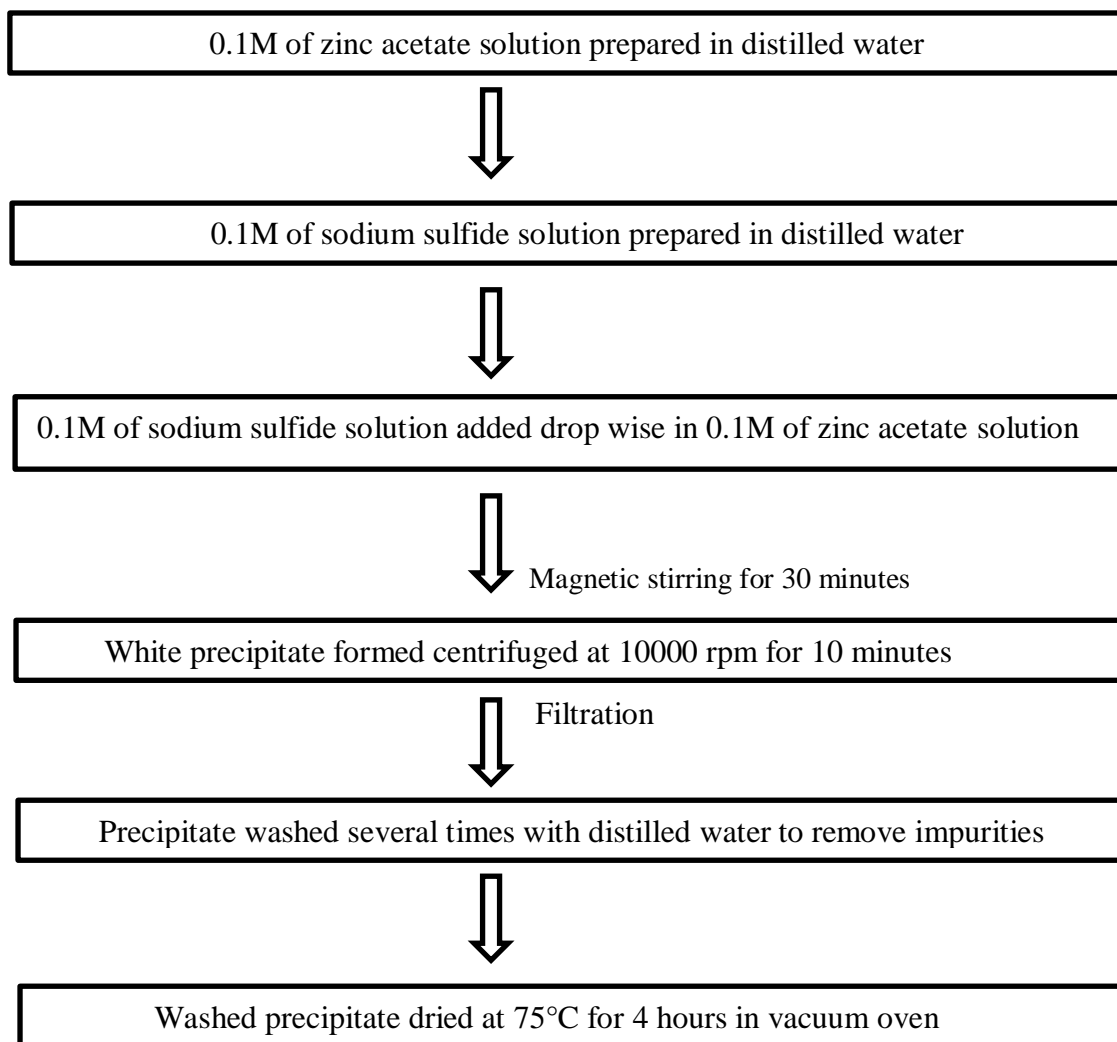 0.1M of zinc acetate solution prepared in distilled water
0.1M of sodium sulfide solution prepared in distilled water
0.1M of sodium sulfide solution added drop wise in 0.1M of zinc acetate solution
Magnetic stirring for 30 minutes
White precipitate formed centrifuged at 10000 rpm for 10 minutes
Filtration
Precipitate washed several times with distilled water to remove impurities
Washed precipitate dried at 75°C for 4 hours in vacuum oven